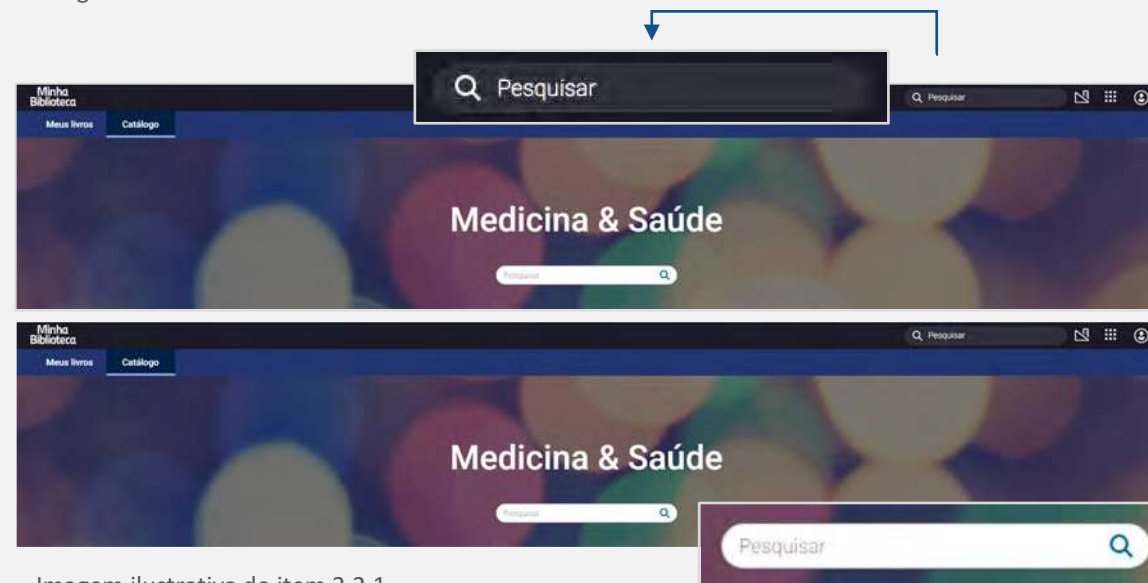 Pesquisar
Minha
Biblioteca
Pesquisar
Meus livros
Catálogo
Medicina & Saúde
Pesquisar
Minha
Biblioteca
Pesquisar
Meus livros
Catálogo
Medicina & Saúde
Pesquisar
Pesquisar